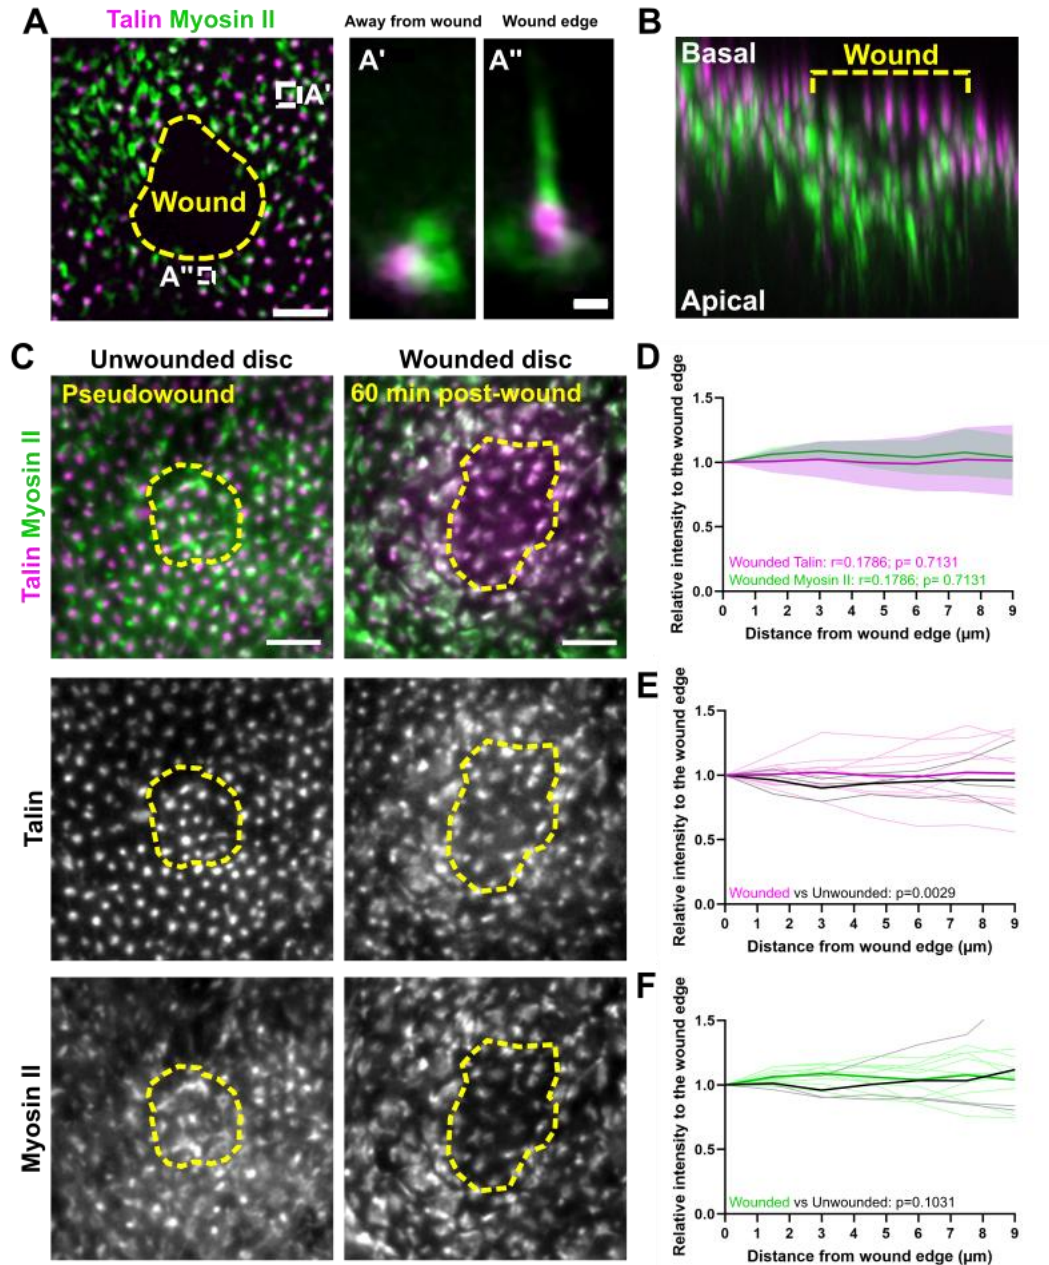 A
Talin Myosin II
Away from wound
Wound edge
B
A'
A"
Wound
A'
A"
Basal
Wound
Apical
C
Unwounded disc
Wounded disc
D
Talin Myosin II
Pseudowound
60 min post-wound
Relative intensity to the wound edge
1.5
1.0
0.5
0.0
Wounded Talin: r=0.1786; p= 0.7131
Wounded Myosin II: r=0.1786; p= 0.7131
0 1 2 3 4 5 6 7 8 9
Distance from wound edge (µm)
Talin
E
Relative intensity to the wound edge
1.5
1.0
0.5
0.0
Wounded vs Unwounded: p=0.0029
0 1 2 3 4 5 6 7 8 9
Distance from wound edge (µm)
Myosin II
F
Relative intensity to the wound edge
1.5
1.0
0.5
0.0
Wounded vs Unwounded: p=0.1031
0 1 2 3 4 5 6 7 8 9
Distance from wound edge (µm)